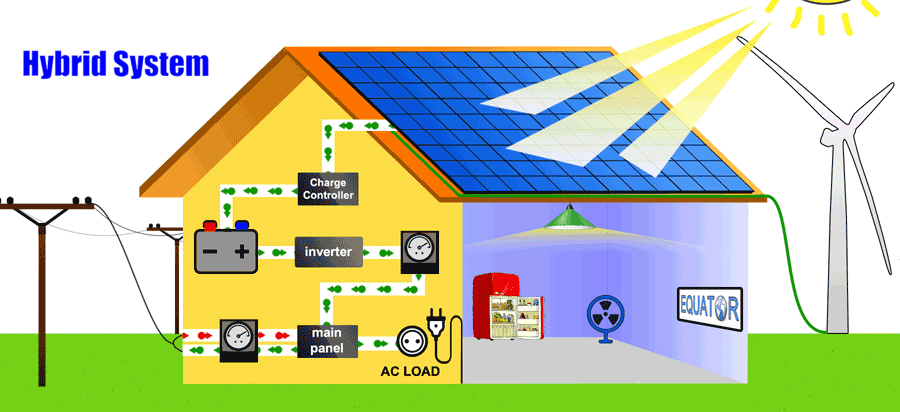 Hybrid System
Charge
Controller
inverter
main
panel
AC LOAD
EQUATOR